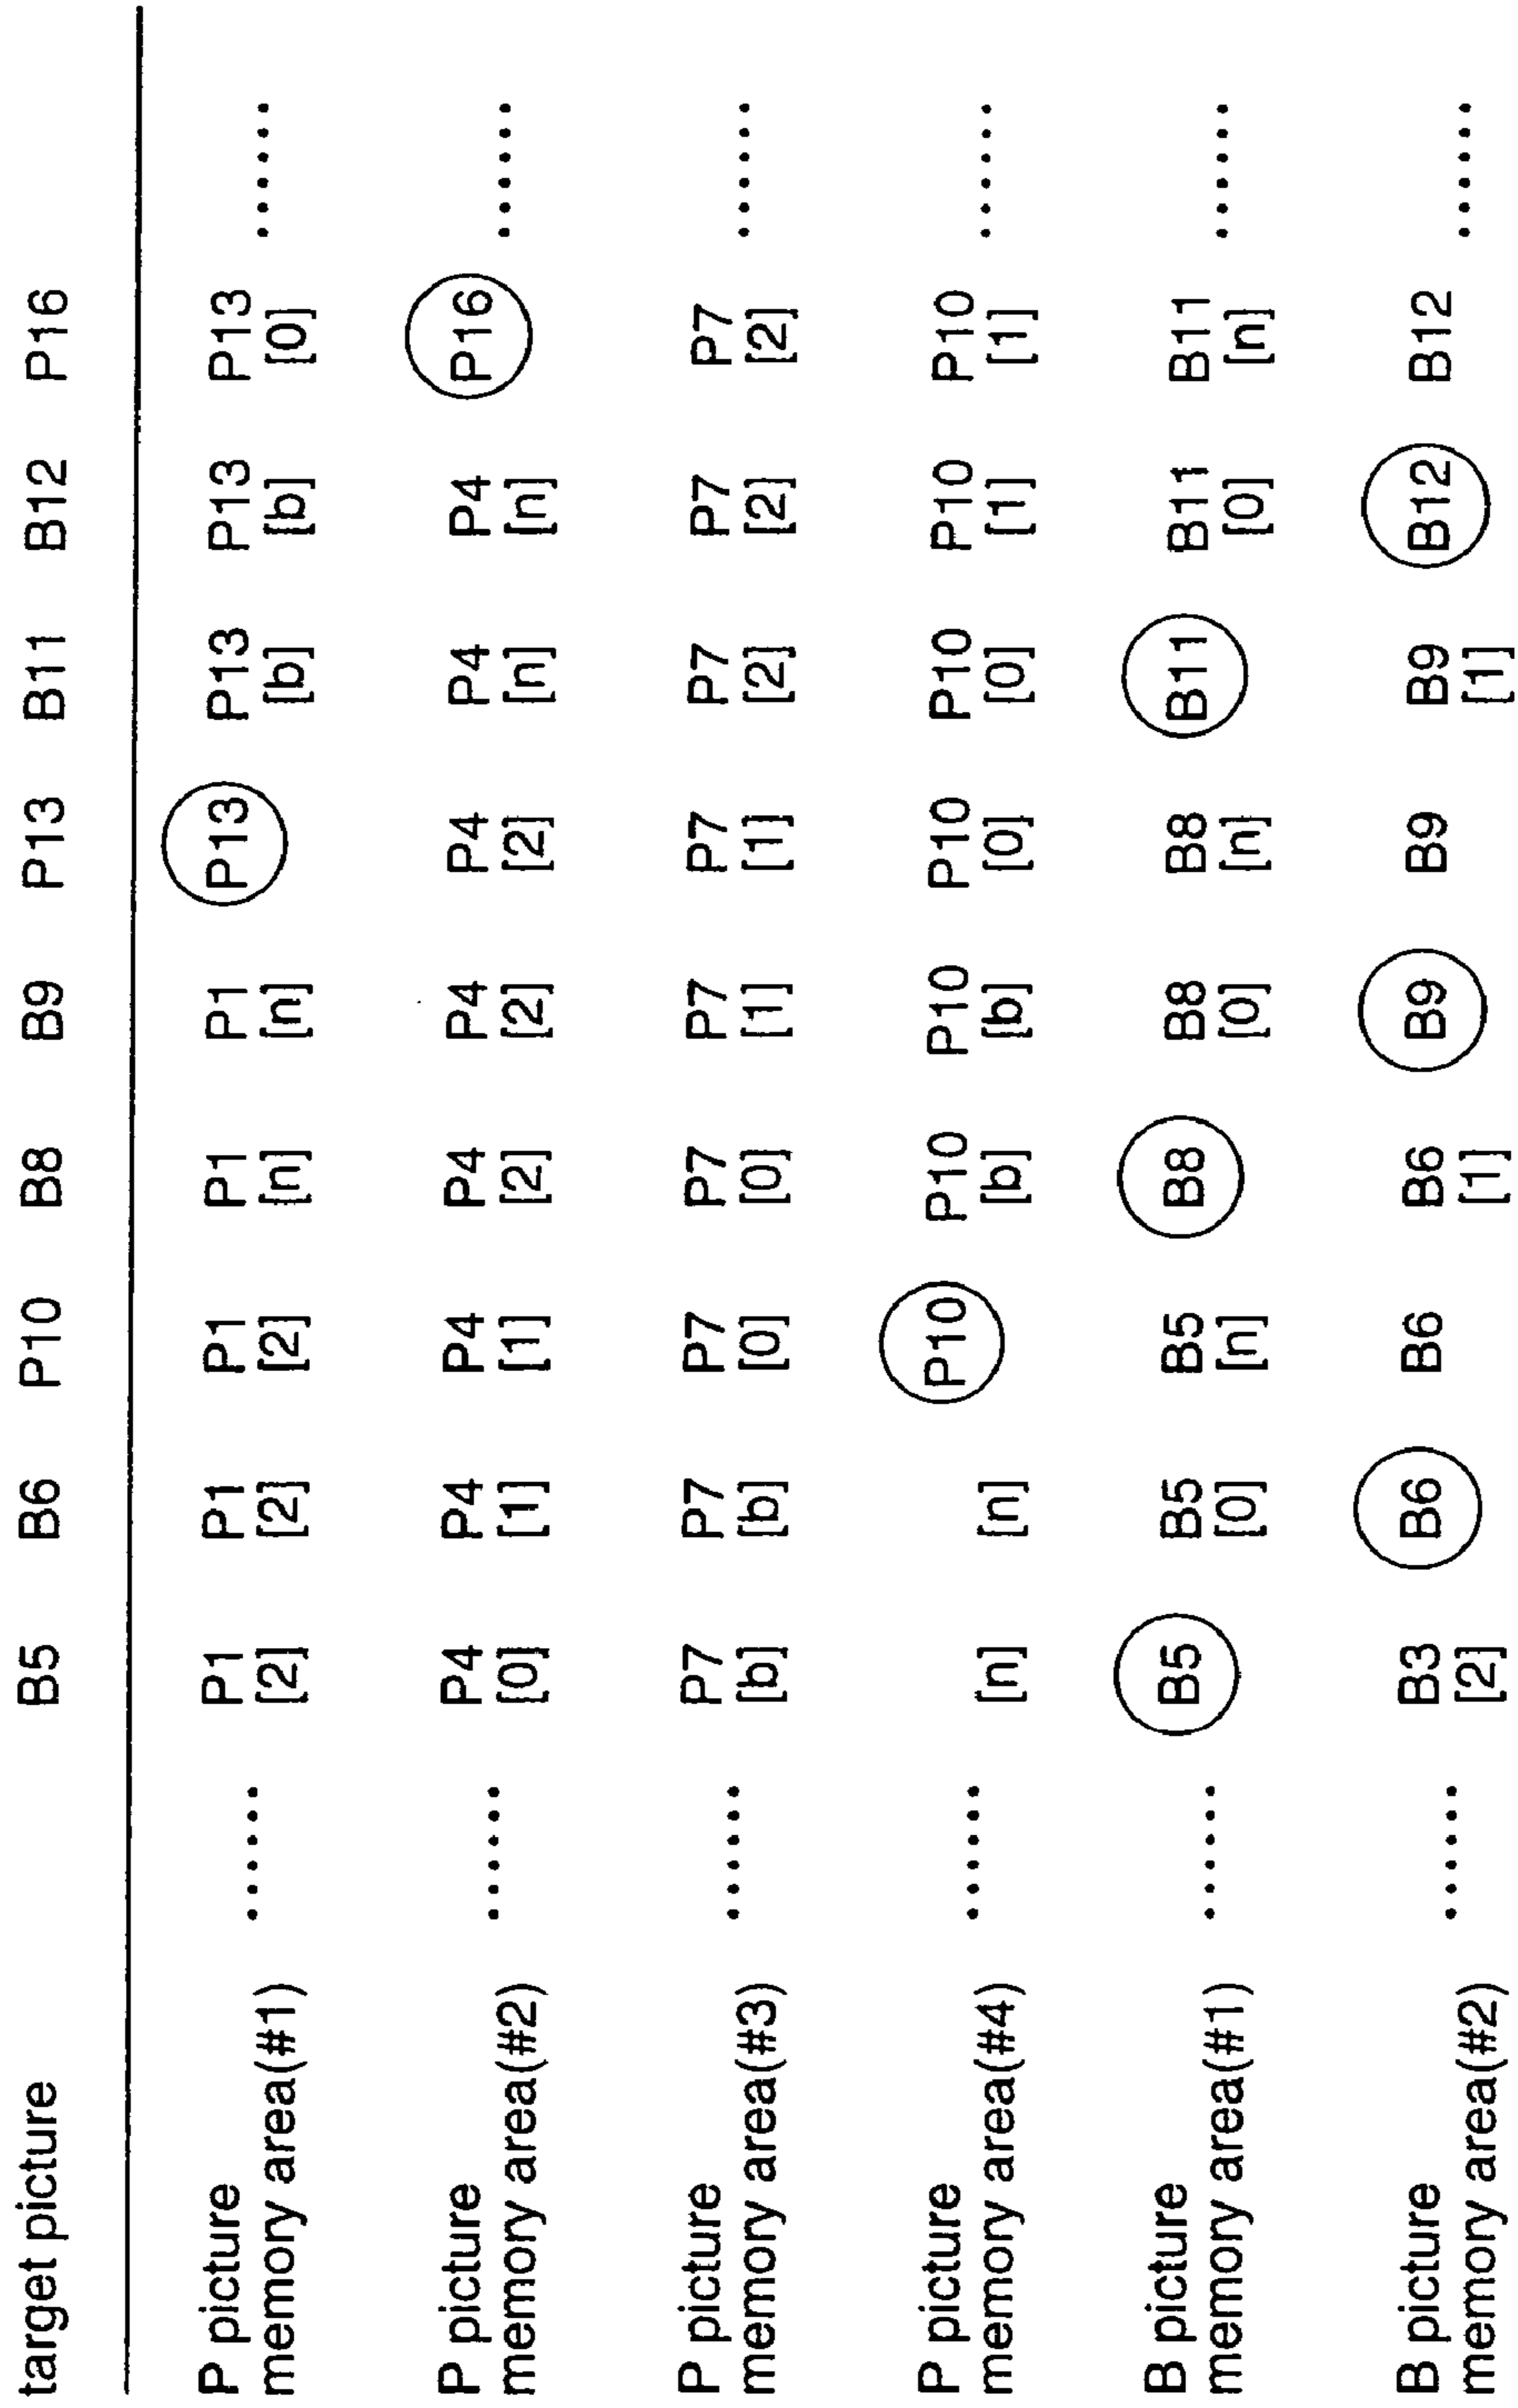 target picture B5 B6 P10 B8 B9 P13 B11 B12 P16
P picture ...... P1 P1 P1 P1 P1 P13 P13 P13 P13 ......
memory area(#1) [2] [2] [2] [n] [n] [b] [b] [0]
P picture ...... P4 P4 P4 P4 P4 P4 P4 P4 P16 ......
memory area(#2) [0] [1] [1] [2] [2] [2] [n] [n]
P picture ...... P7 P7 P7 P7 P7 P7 P7 P7 P7 ......
memory area(#3) [b] [b] [0] [0] [1] [1] [2] [2] [2]
P picture ...... P10 P10 P10 P10 P10 P10 P10 ......
memory area(#4) [n] [n] [b] [b] [0] [0] [1] [1]
B picture ...... B5 B5 B5 B8 B8 B8 B11 B11 B11 ......
memory area(#1) [0] [n] [0] [n] [0] [n]
B picture ...... B3 B6 B6 B6 B9 B9 B9 B12 B12 ......
memory area(#2) [2] [1] [1]